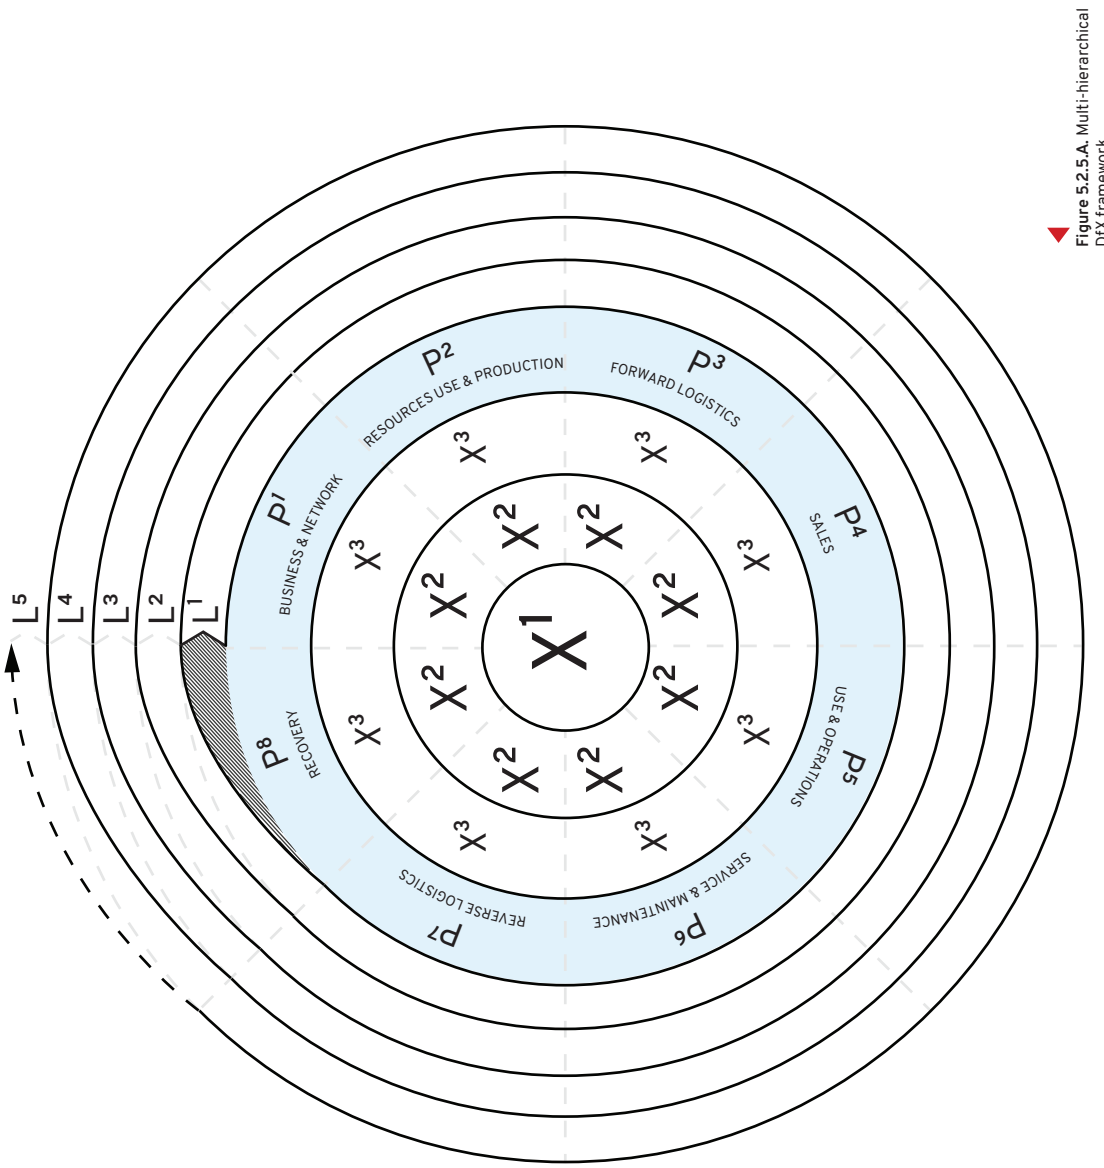 L5
L4
L3
L2
L1
P1
BUSINESS & NETWORK
P2
RESOURCES USE & PRODUCTION
P3
FORWARD LOGISTICS
P4
SALES
P5
USE & OPERATIONS
P6
SERVICE & MAINTENANCE
P7
REVERSE LOGISTICS
P8
RECOVERY
X3
X3
X3
X3
X3
X3
X3
X3
X2
X2
X2
X2
X2
X2
X2
X2
X1
Figure 5.2.5.A. Multi-hierarchical
DfX framework